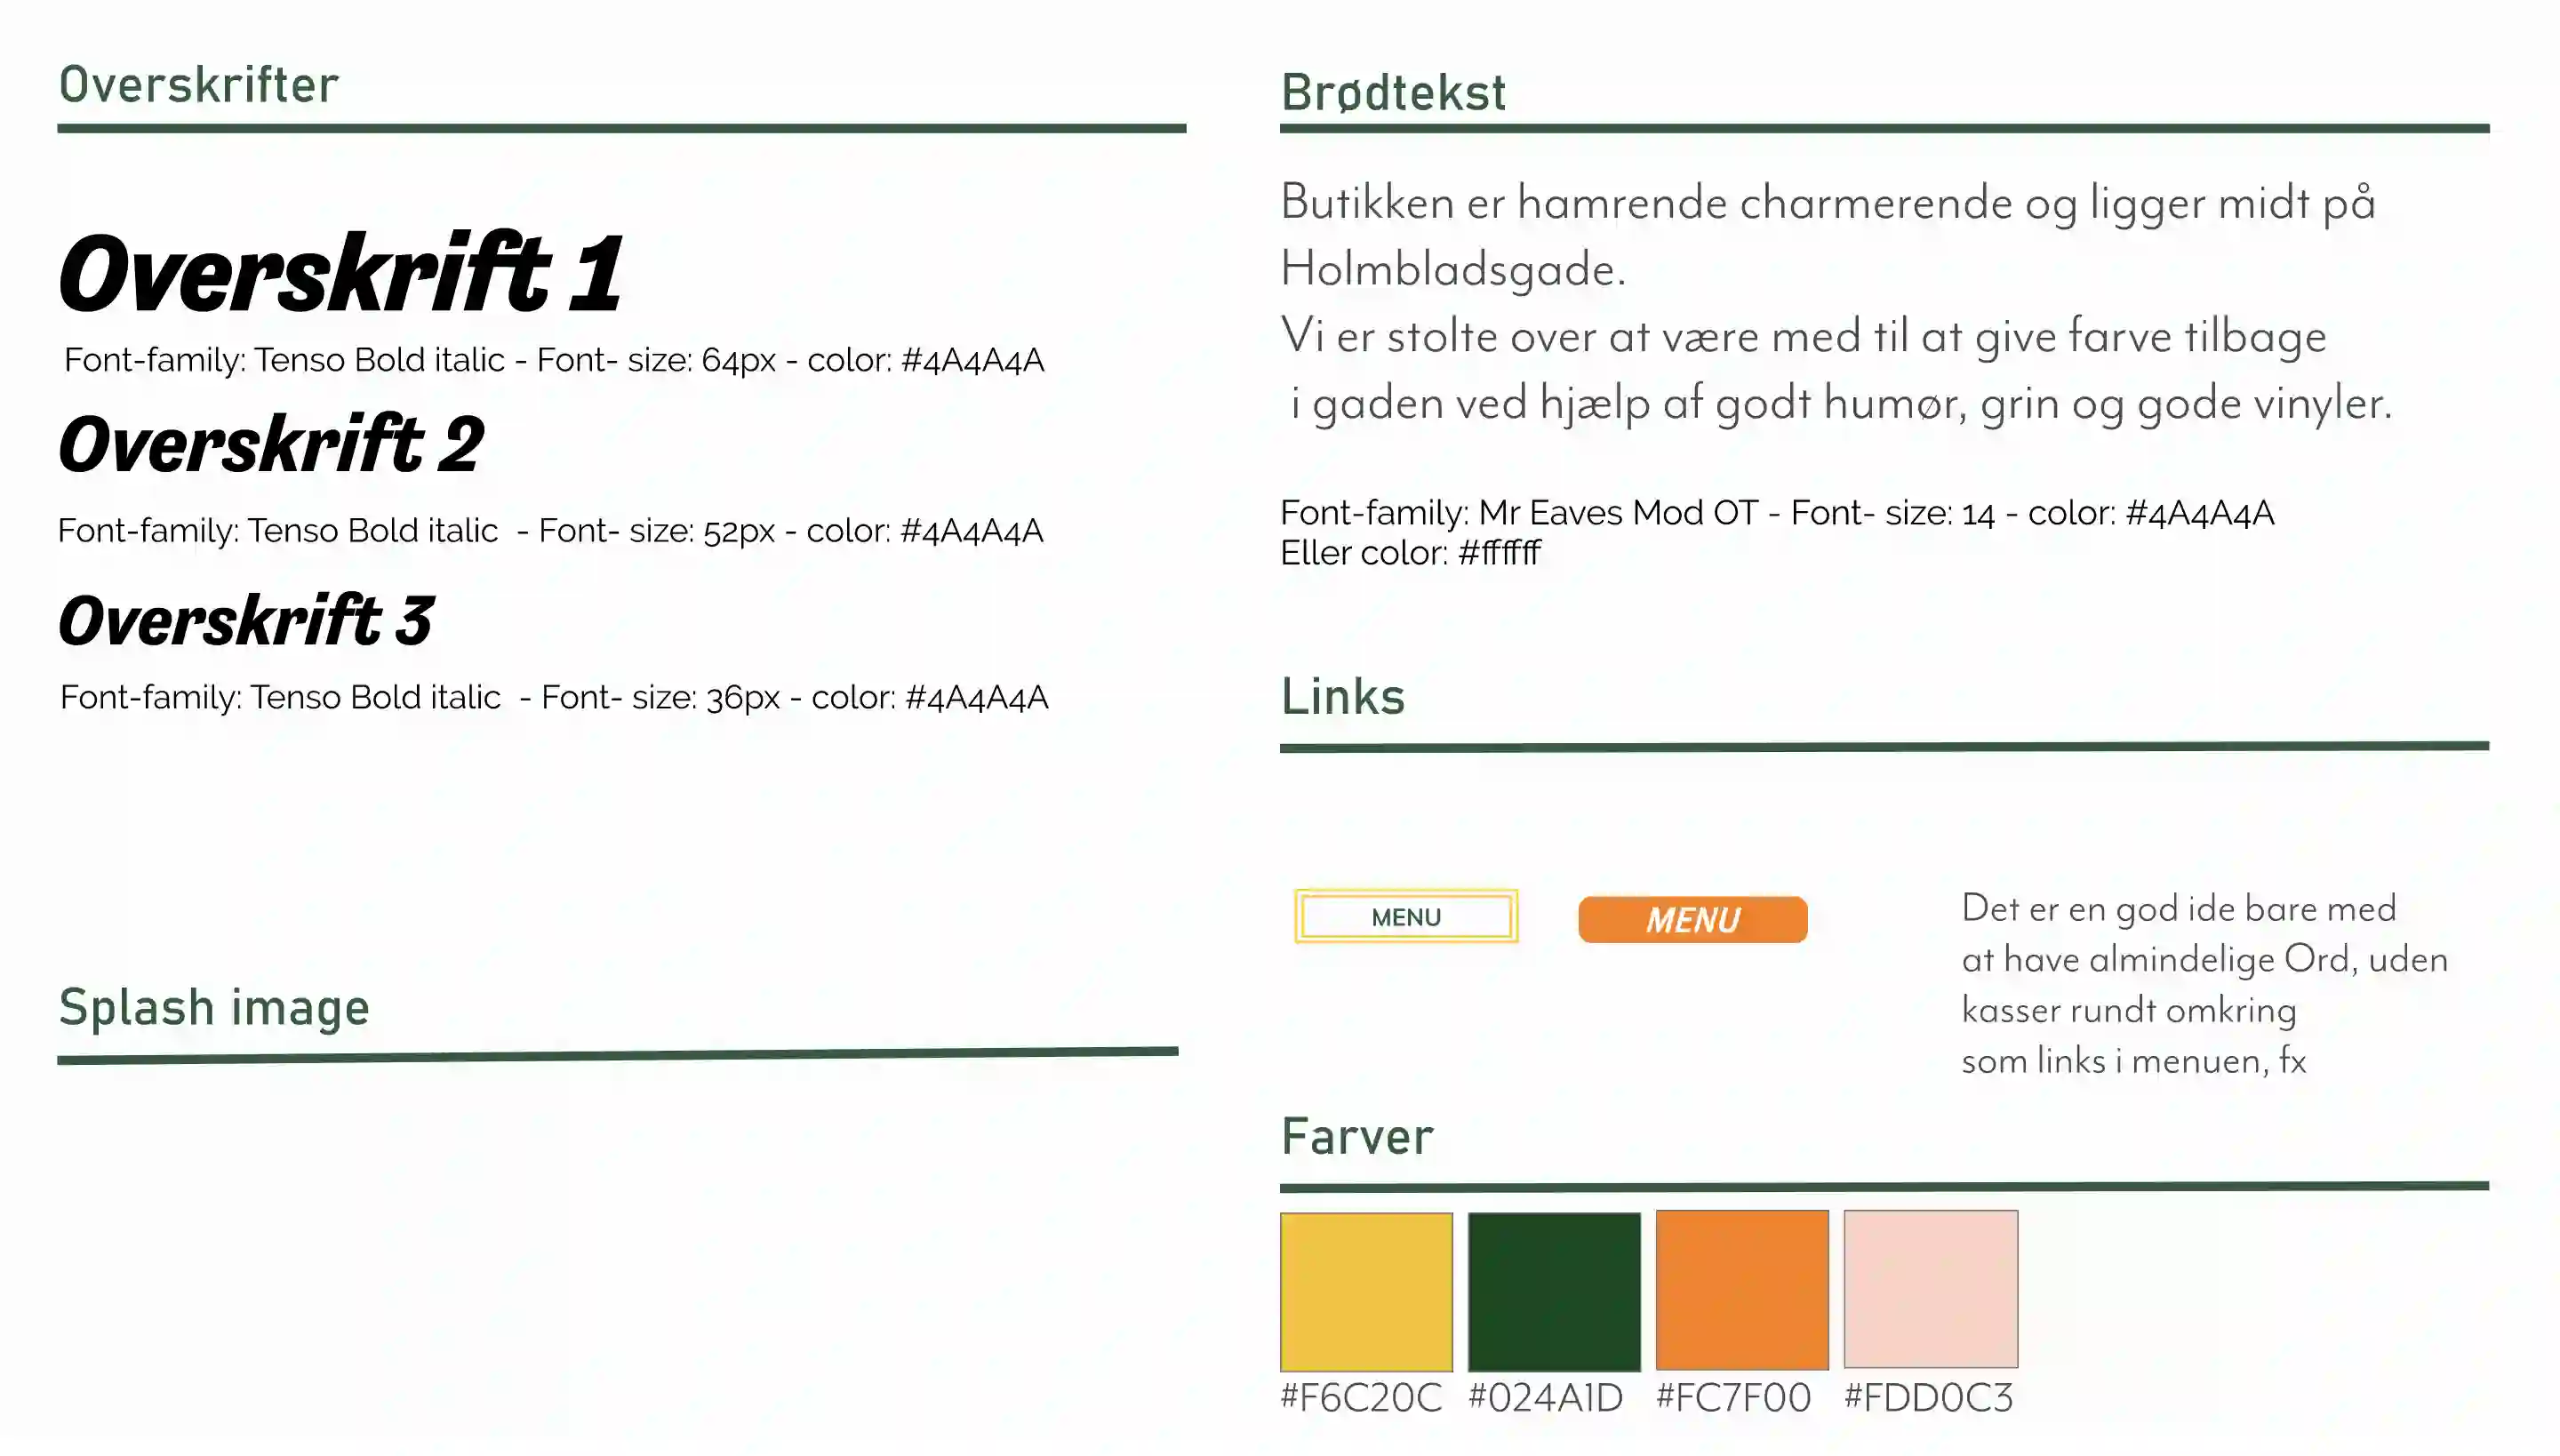 Overskrifter
Overskrift 1
Font-family: Tenso Bold italic - Font- size: 64px - color: #4A4A4A
Overskrift 2
Font-family: Tenso Bold italic  - Font- size: 52px - color: #4A4A4A
Overskrift 3
Font-family: Tenso Bold italic  - Font- size: 36px - color: #4A4A4A
Splash image
Brødtekst
Butikken er hamrende charmerende og ligger midt på
Holmbladsgade.
Vi er stolte over at være med til at give farve tilbage
i gaden ved hjælp af godt humør, grin og gode vinyler.
Font-family: Mr Eaves Mod OT - Font- size: 14 - color: #4A4A4A
Eller color: #ffffff
Links
MENU
MENU
Det er en god ide bare med
at have almindelige Ord, uden
kasser rundt omkring
som links i menuen, fx
Farver
#F6C20C #024A1D #FC7F00 #FDD0C3